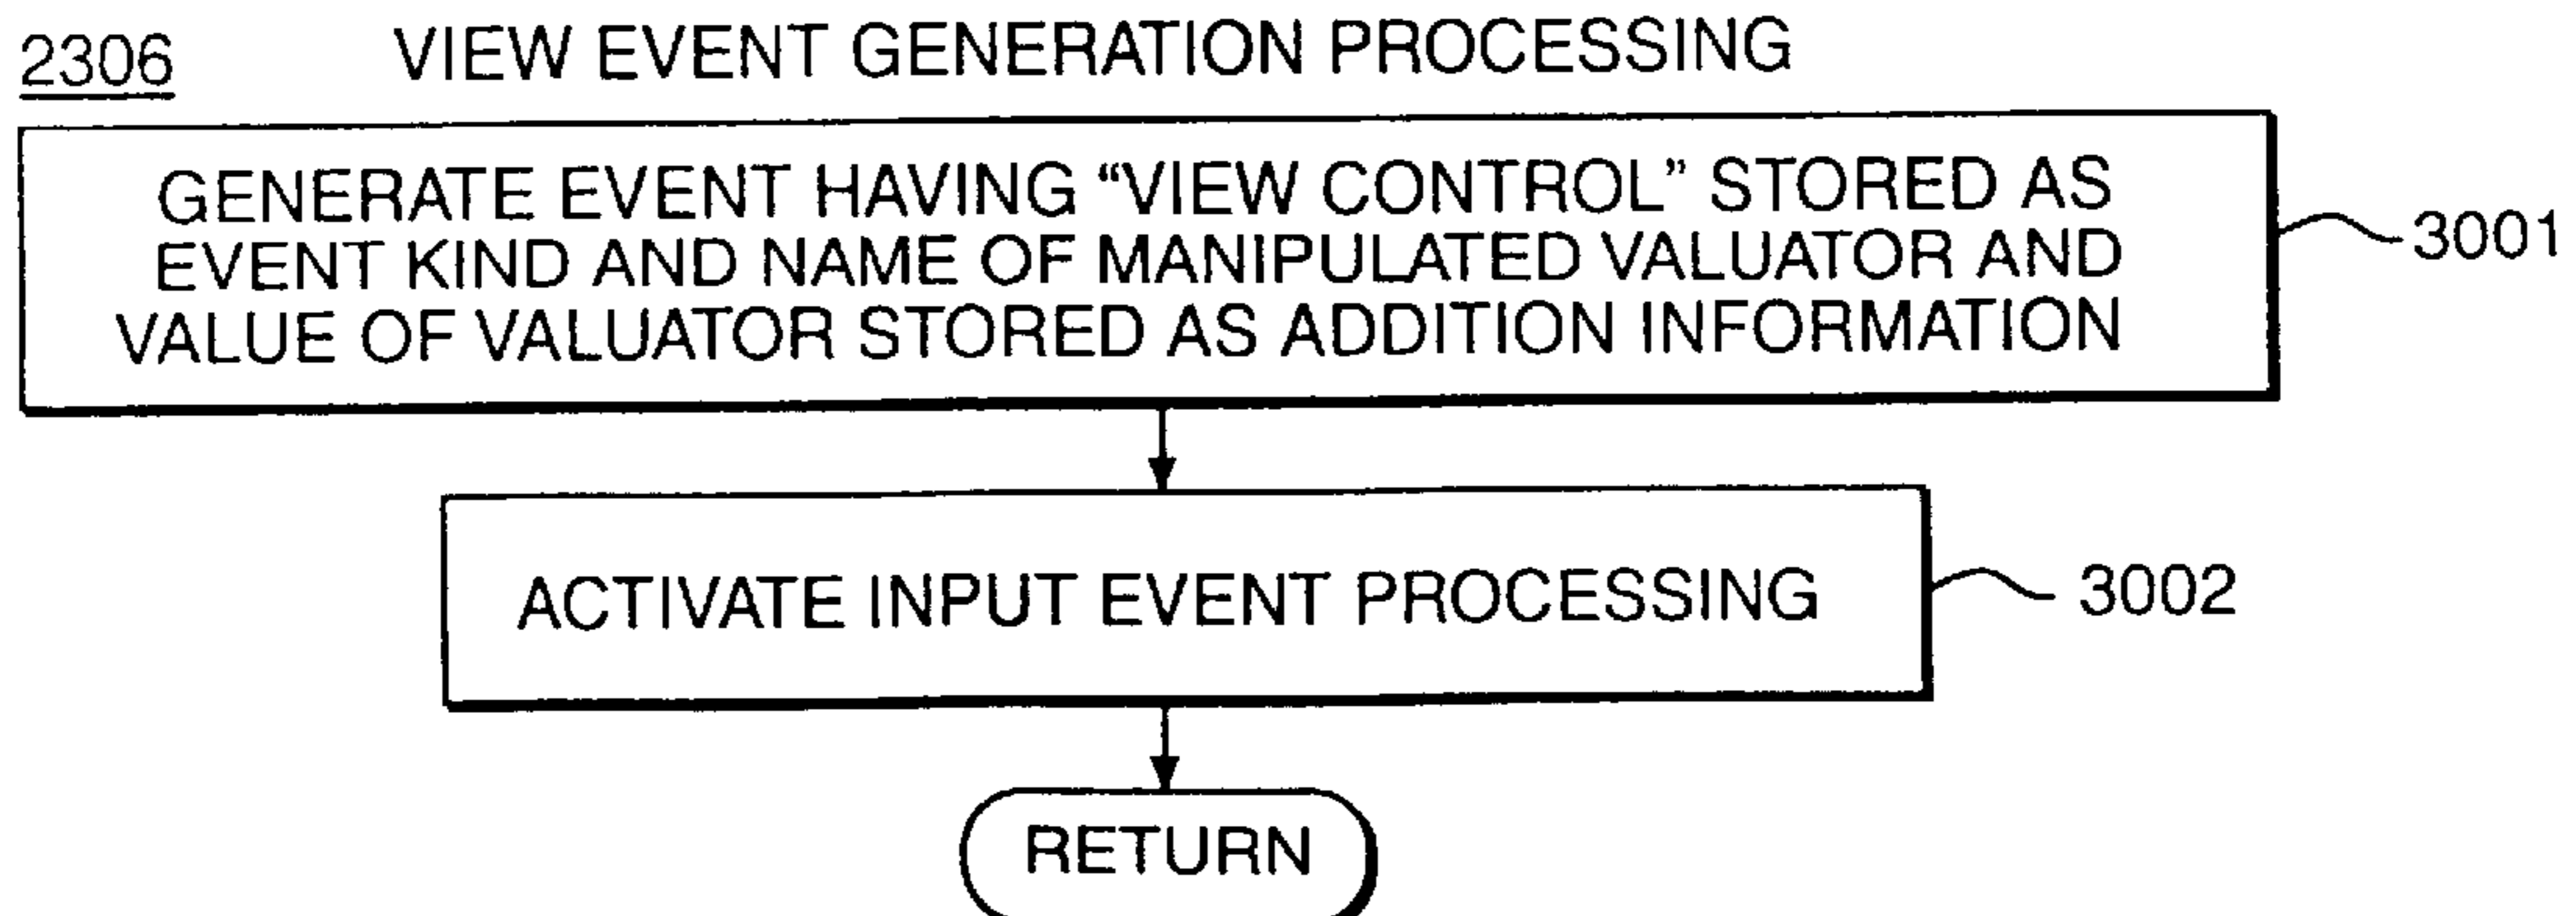 2306 VIEW EVENT GENERATION PROCESSING
GENERATE EVENT HAVING “VIEW CONTROL” STORED AS
EVENT KIND AND NAME OF MANIPULATED VALUATOR AND
VALUE OF VALUATOR STORED AS ADDITION INFORMATION
3001
ACTIVATE INPUT EVENT PROCESSING
3002
RETURN